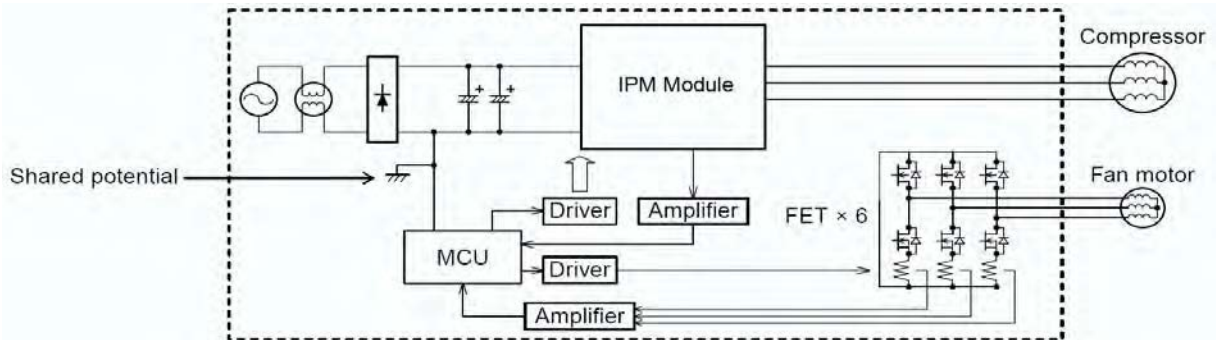 Compressor
IPM Module
Shared potential
Fan motor
Driver
Amplifier
FET × 6
MCU
Driver
Amplifier
+
+